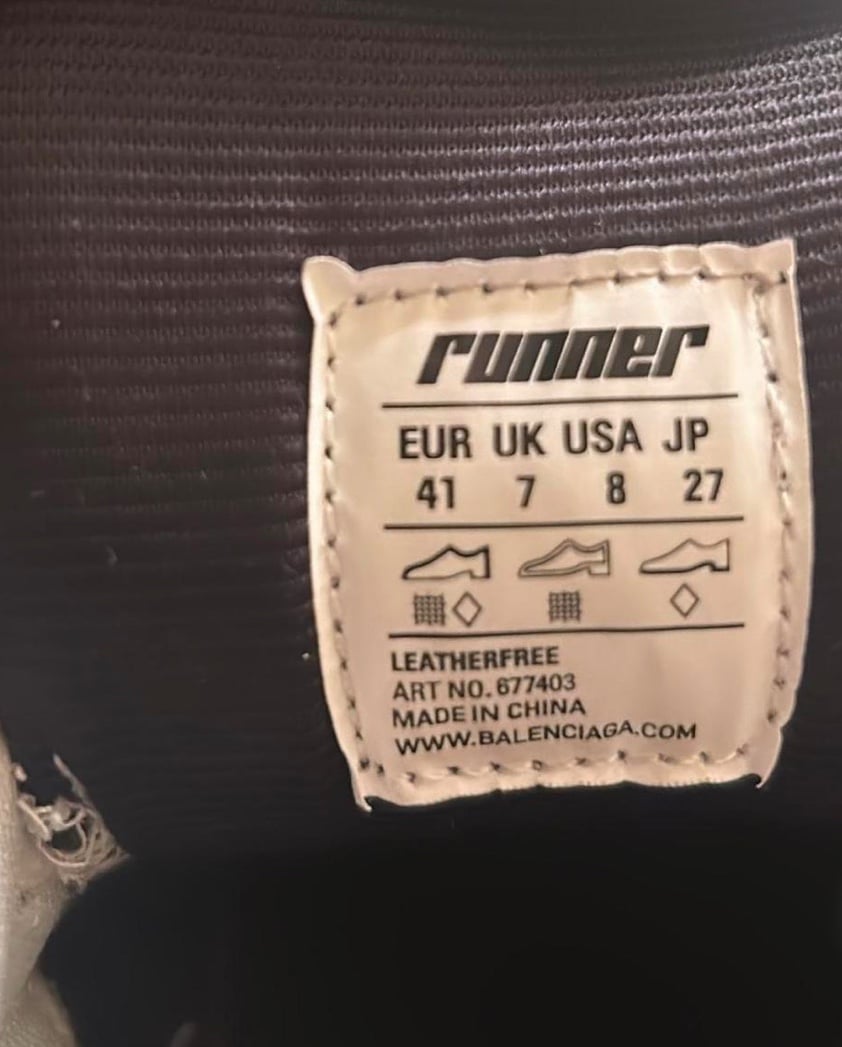 runner
EUR UK USA JP
41 7 8 27
LEATHERFREE
ART NO. 677403
MADE IN CHINA
WWW.BALENCIAGA.COM